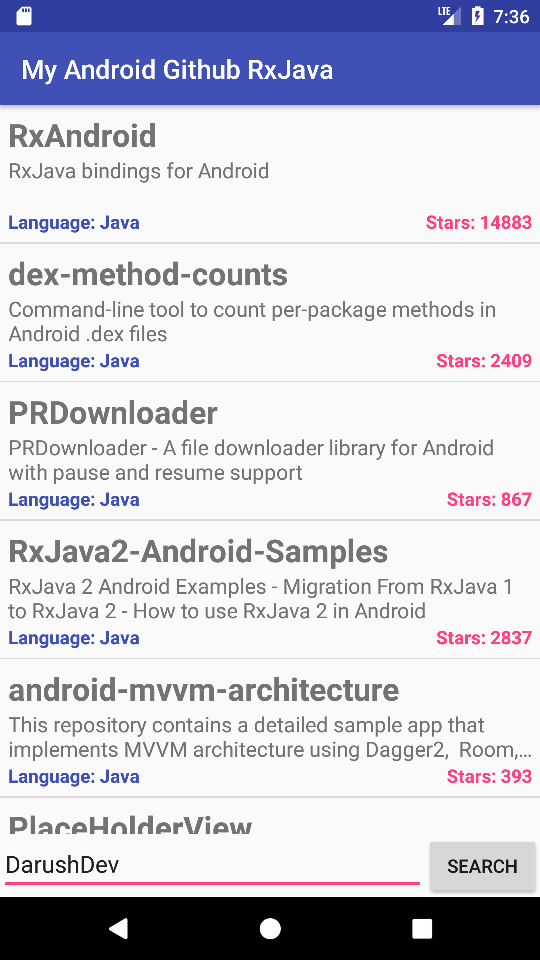 LTE 7:36
My Android Github RxJava
RxAndroid
RxJava bindings for Android
Language: Java Stars: 14883
dex-method-counts
Command-line tool to count per-package methods in
Android .dex files
Language: Java Stars: 2409
PRDownloader
PRDownloader - A file downloader library for Android
with pause and resume support
Language: Java Stars: 867
RxJava2-Android-Samples
RxJava 2 Android Examples - Migration From RxJava 1
to RxJava 2 - How to use RxJava 2 in Android
Language: Java Stars: 2837
android-mvvm-architecture
This repository contains a detailed sample app that
implements MVVM architecture using Dagger2,  Room,…
Language: Java Stars: 393
PlaceHolderView
DarushDev SEARCH